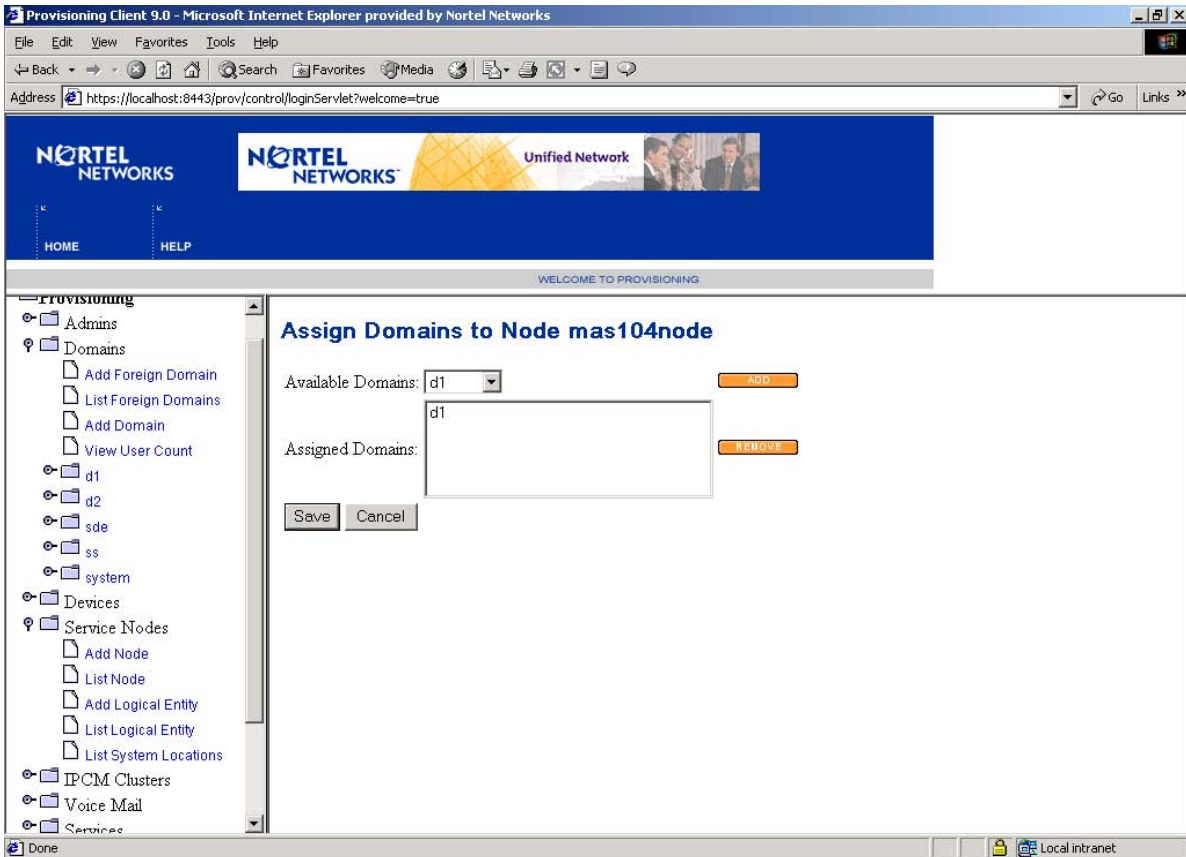 Provisioning Client 9.0 - Microsoft Internet Explorer provided by Nortel Networks
File Edit View Favorites Tools Help
Back Search Favorites Media
Address https://localhost:8443/prov/control/loginServlet?welcome=true Go Links »
NORTEL NETWORKS
NORTEL NETWORKS Unified Network
HOME HELP
WELCOME TO PROVISIONING
Provisioning
Admins
Domains
Add Foreign Domain
List Foreign Domains
Add Domain
View User Count
d1
d2
sde
ss
system
Devices
Service Nodes
Add Node
List Node
Add Logical Entity
List Logical Entity
List System Locations
IPCM Clusters
Voice Mail
Services
Assign Domains to Node mas104node
Available Domains: d1 ADD
Assigned Domains: d1 REMOVE
Save Cancel
Done Local intranet